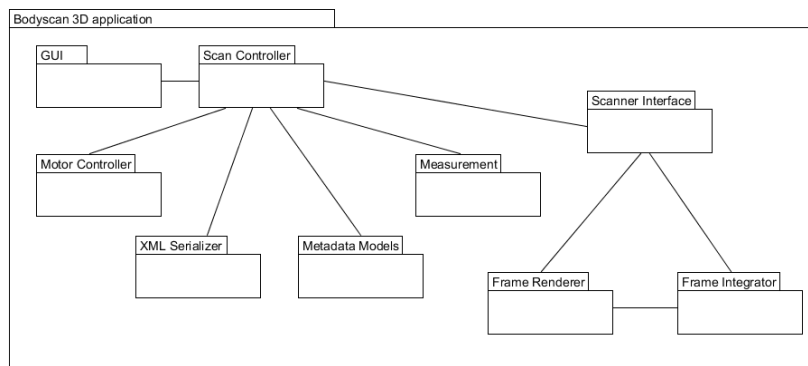 Bodyscan 3D application
GUI
Scan Controller
Scanner Interface
Motor Controller
Measurement
XML Serializer
Metadata Models
Frame Renderer
Frame Integrator